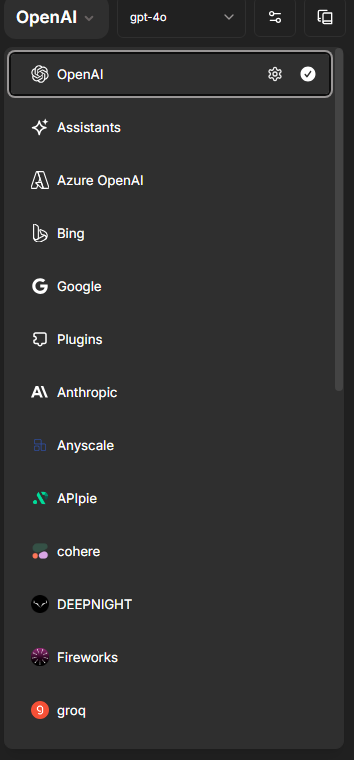 OpenAI
gpt-4o
OpenAI
Assistants
Azure OpenAI
Bing
Google
Plugins
Anthropic
Anyscale
APIpie
cohere
DEEPNIGHT
Fireworks
groq